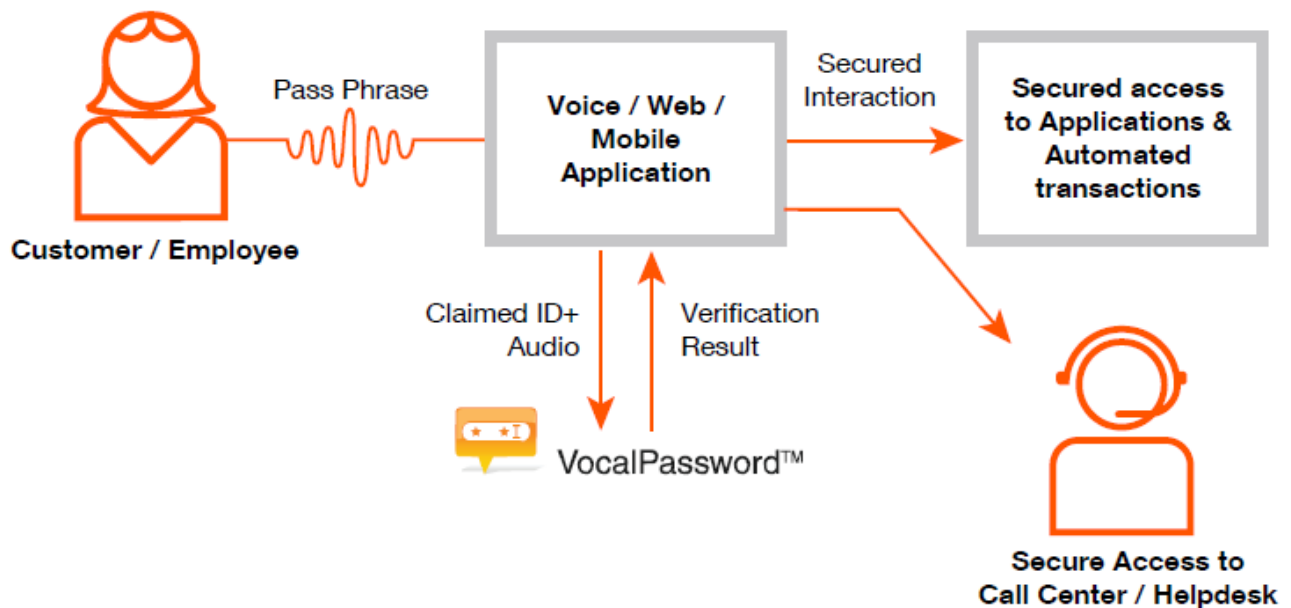 Pass Phrase
Customer / Employee
Voice / Web /
Mobile
Application
Secured
Interaction
Secured access
to Applications &
Automated
transactions
Claimed ID+
Audio
Verification
Result
VocalPassword™
Secure Access to
Call Center / Helpdesk